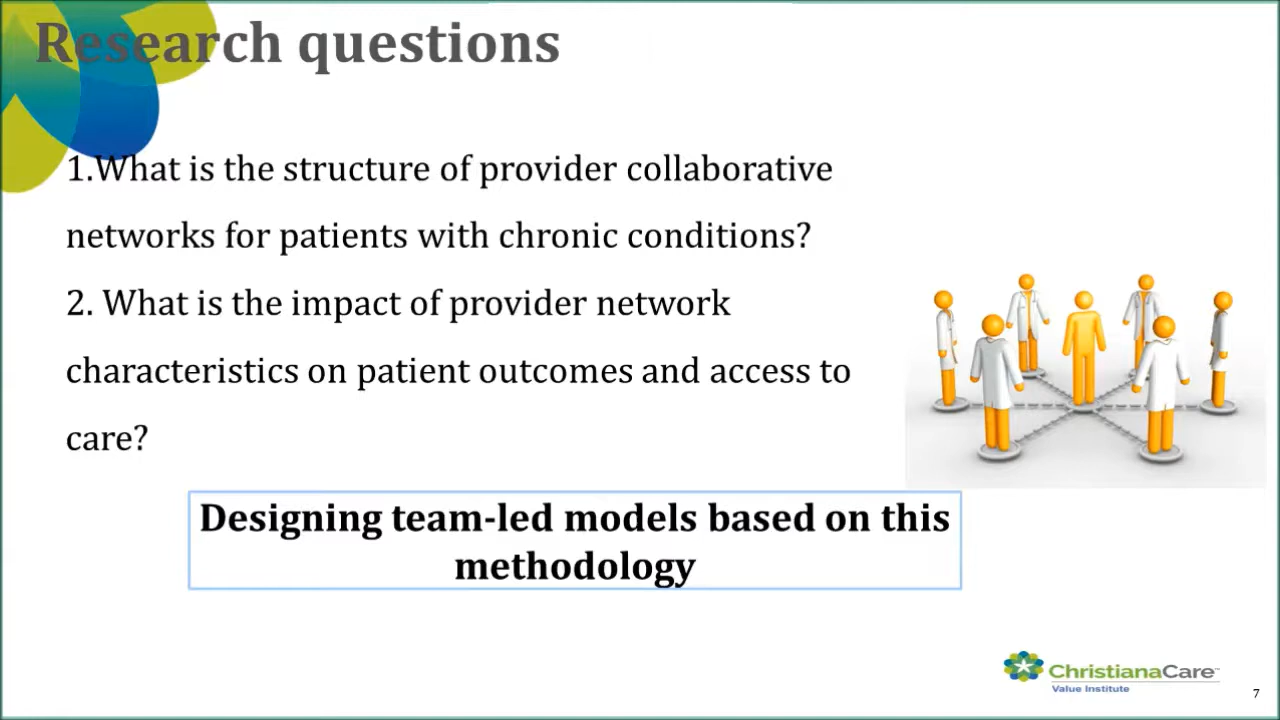 Research questions
1.What is the structure of provider collaborative
networks for patients with chronic conditions?
2. What is the impact of provider network
characteristics on patient outcomes and access to
care?
Designing team-led models based on this
methodology
ChristianaCare™
Value Institute
7